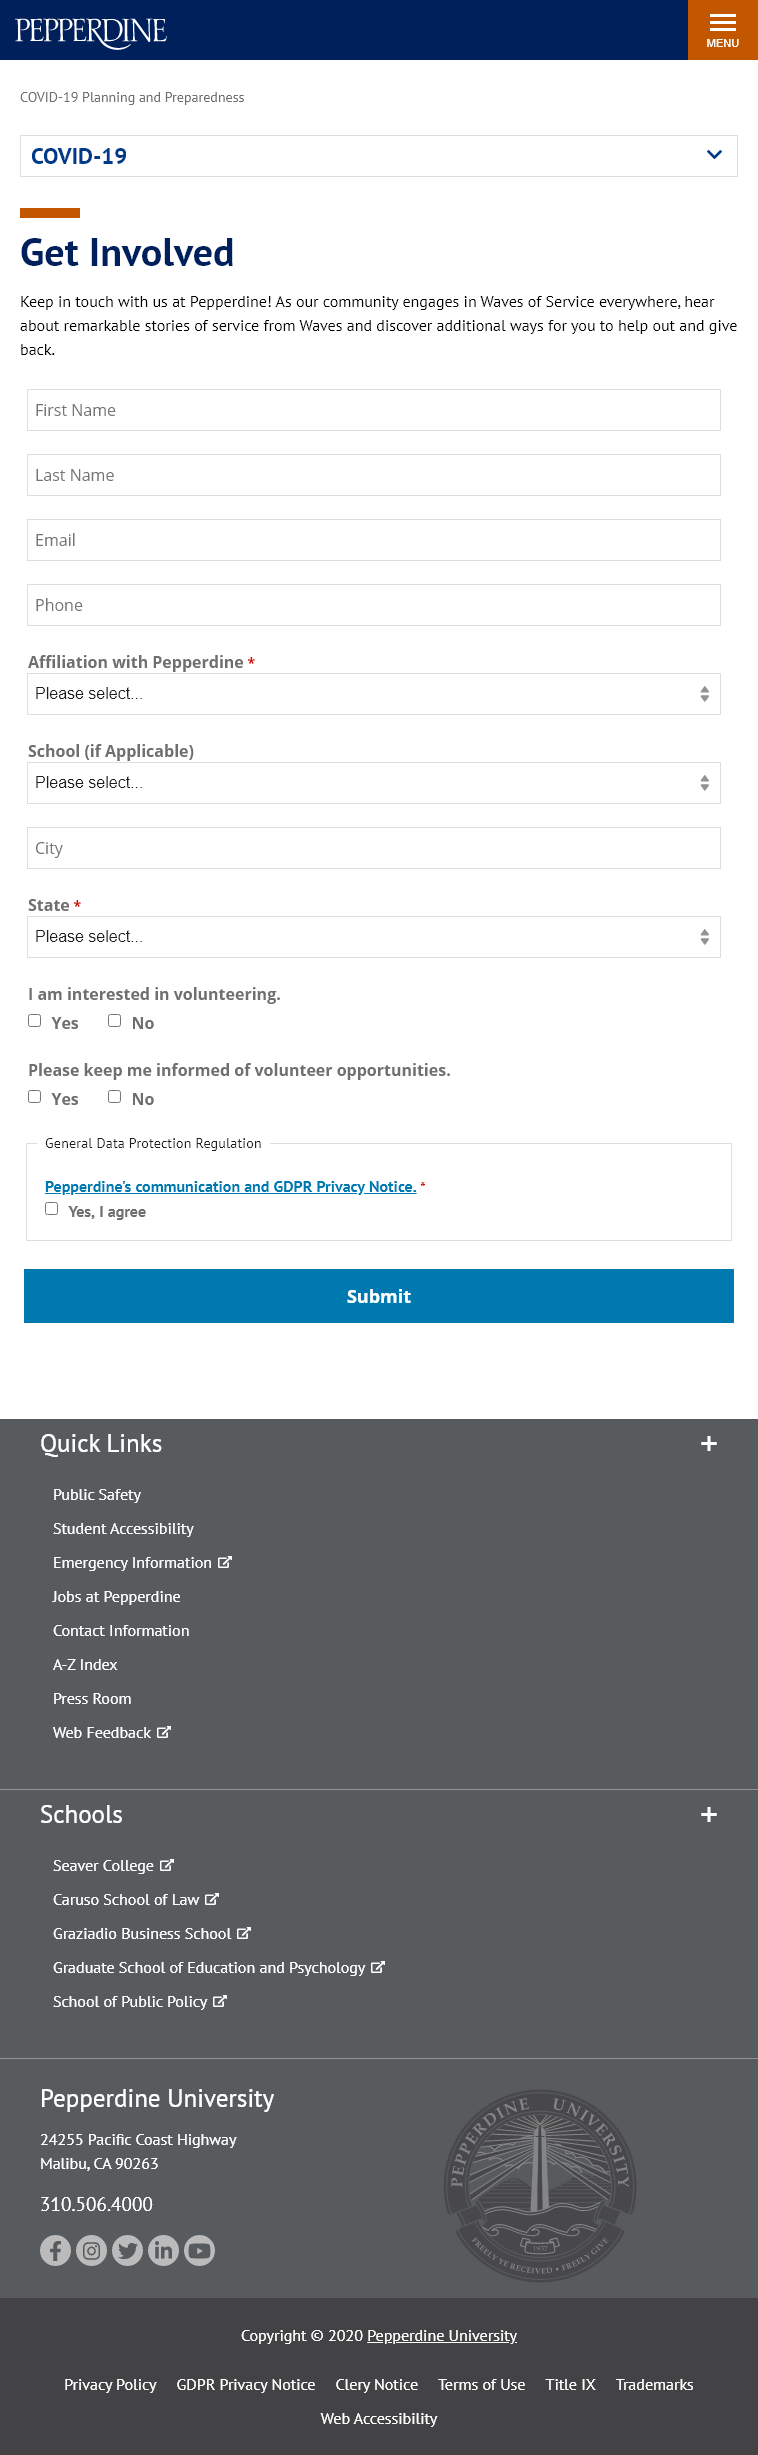 PEPPERDINE
MENU
COVID-19 Planning and Preparedness
COVID-19
Get Involved
Keep in touch with us at Pepperdine! As our community engages in Waves of Service everywhere, hear
about remarkable stories of service from Waves and discover additional ways for you to help out and give
back.
First Name
Last Name
Email
Phone
Affiliation with Pepperdine *
Please select...
School (if Applicable)
Please select...
City
State *
Please select...
I am interested in volunteering.
Yes No
Please keep me informed of volunteer opportunities.
Yes No
General Data Protection Regulation
Pepperdine's communication and GDPR Privacy Notice. *
Yes, I agree
Submit
Quick Links +
Public Safety
Student Accessibility
Emergency Information
Jobs at Pepperdine
Contact Information
A-Z Index
Press Room
Web Feedback
Schools +
Seaver College
Caruso School of Law
Graziadio Business School
Graduate School of Education and Psychology
School of Public Policy
Pepperdine University
24255 Pacific Coast Highway
Malibu, CA 90263
310.506.4000
PEPPERDINE UNIVERSITY
1937
FREELY YE RECEIVED • FREELY GIVE
Copyright © 2020 Pepperdine University
Privacy Policy GDPR Privacy Notice Clery Notice Terms of Use Title IX Trademarks
Web Accessibility